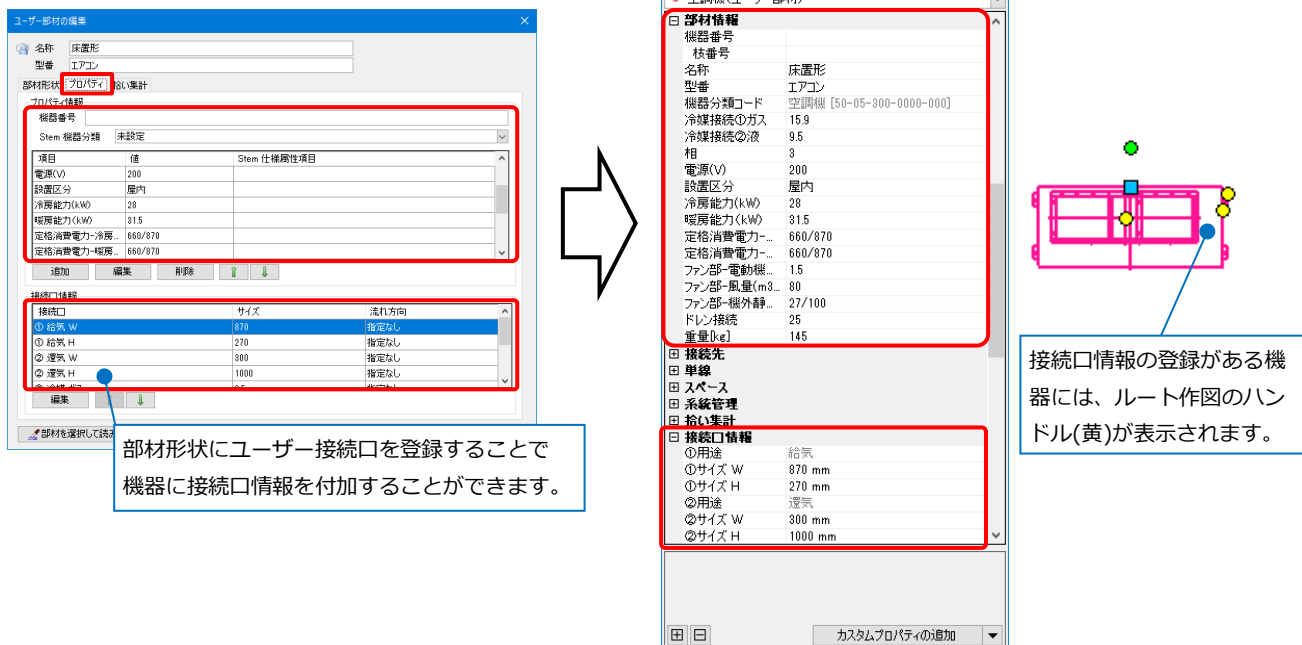 ユーザー部材の編集
名称 床置形
型番 エアコン
部材形状 プロパティ 拾い集計
プロパティ情報
機器番号
Stem 機器分類 未設定
項目 値 Stem 仕様属性項目
電源(V) 200
設置区分 屋内
冷房能力(kW) 28
暖房能力(kW) 31.5
定格消費電力-冷房... 660/870
定格消費電力-暖房... 660/870
追加 編集 削除
接続口情報
接続口 サイズ 流れ方向
① 給気 W 870 指定なし
① 給気 H 270 指定なし
② 還気 W 300 指定なし
② 還気 H 1000 指定なし
編集
部材を選択して読み
部材形状にユーザー接続口を登録することで
機器に接続口情報を付加することができます。
部材情報
機器番号
枝番号
名称 床置形
型番 エアコン
機器分類コード 空調機 [50-05-300-0000-000]
冷媒接続①ガス 15.9
冷媒接続②液 9.5
相 3
電源(V) 200
設置区分 屋内
冷房能力(kW) 28
暖房能力(kW) 31.5
定格消費電力-... 660/870
定格消費電力-... 660/870
ファン部-電動機... 1.5
ファン部-風量(m3... 80
ファン部-機外静... 27/100
ドレン接続 25
重量[kg] 145
接続先
単線
スペース
系統管理
拾い集計
接続口情報
①用途 給気
①サイズ W 870 mm
①サイズ H 270 mm
②用途 還気
②サイズ W 300 mm
②サイズ H 1000 mm
カスタムプロパティの追加
接続口情報の登録がある機
器には、ルート作図のハン
ドル(黄)が表示されます。